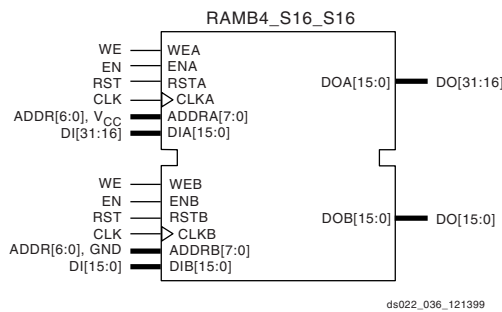 RAMB4_S16_S16
WE WEA
EN ENA
RST RSTA DOA[15:0] DO[31:16]
CLK CLKA
ADDR[6:0], VCC ADDRA[7:0]
DI[31:16] DIA[15:0]
WE WEB
EN ENB
RST RSTB DOB[15:0] DO[15:0]
CLK CLKB
ADDR[6:0], GND ADDRB[7:0]
DI[15:0] DIB[15:0]
ds022_036_121399